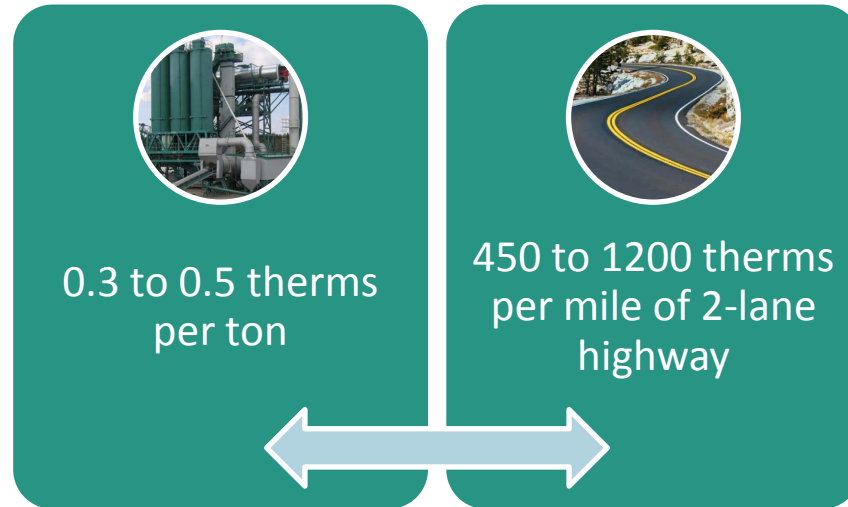 0.3 to 0.5 therms
per ton
450 to 1200 therms
per mile of 2-lane
highway